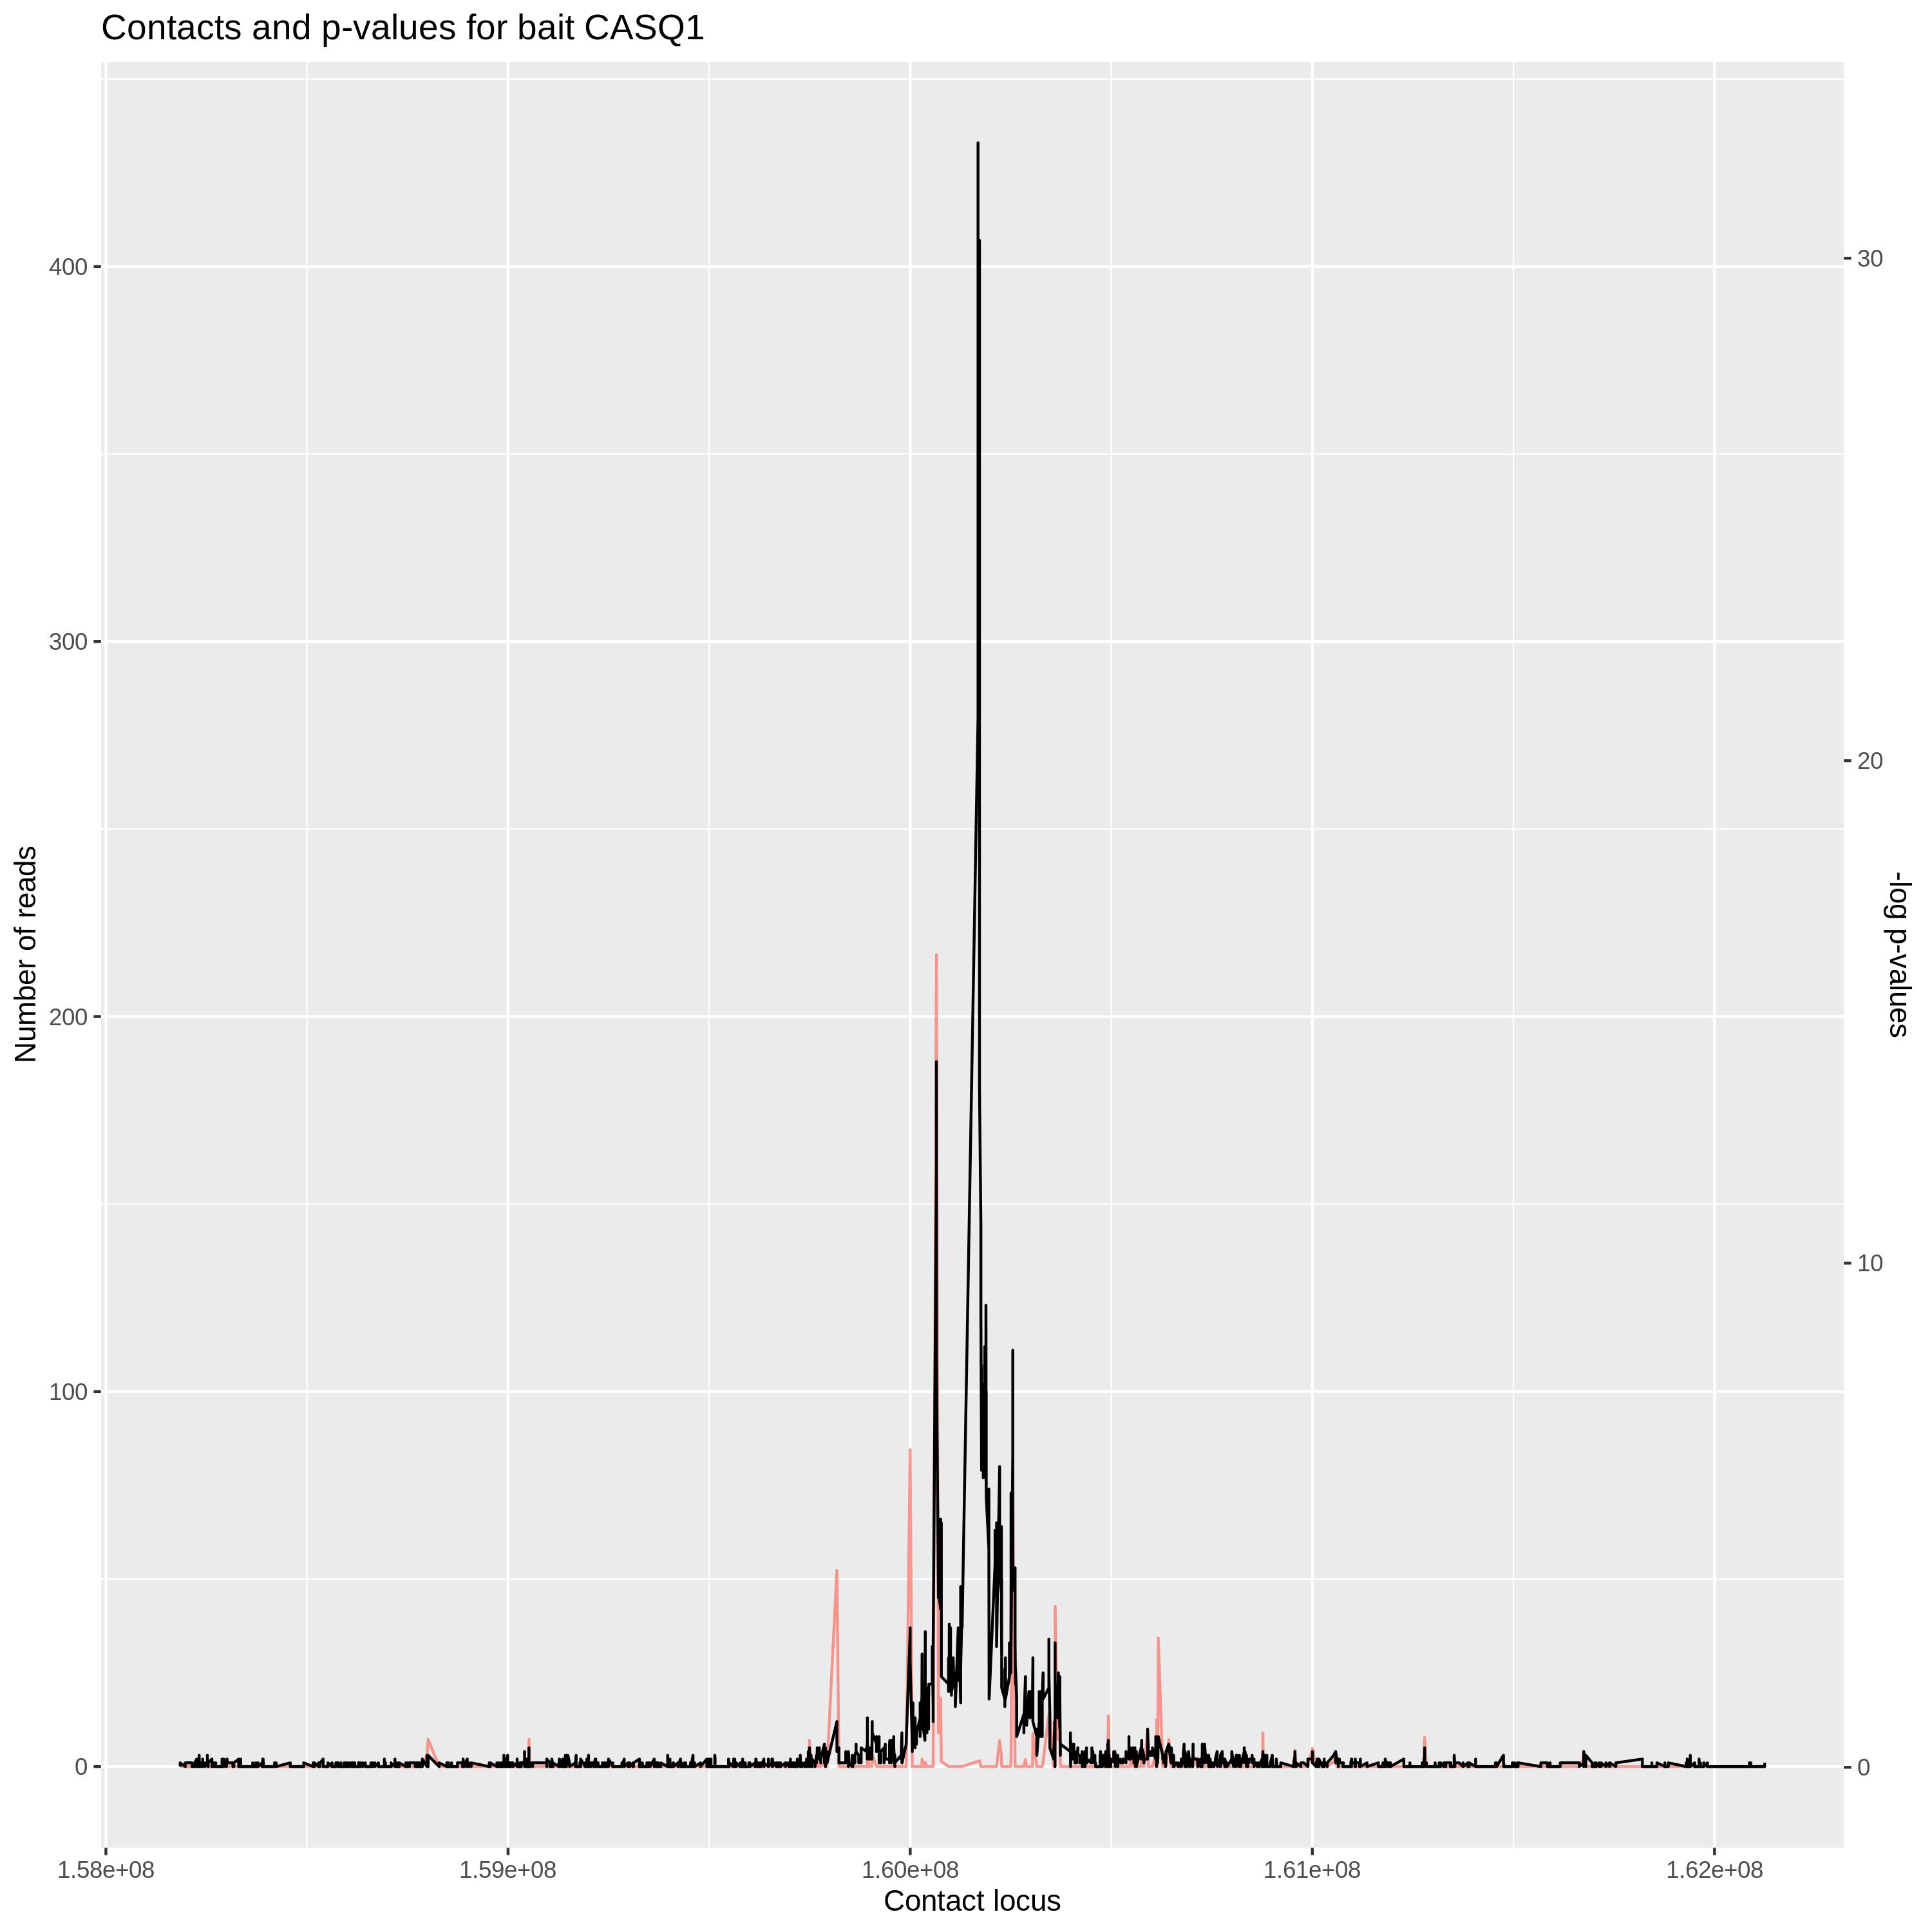 Contacts and p-values for bait CASQ1
Number of reads
400
300
200
100
0
30
20
10
0
-log p-values
1.58e+08
1.59e+08
1.60e+08
1.61e+08
1.62e+08
Contact locus